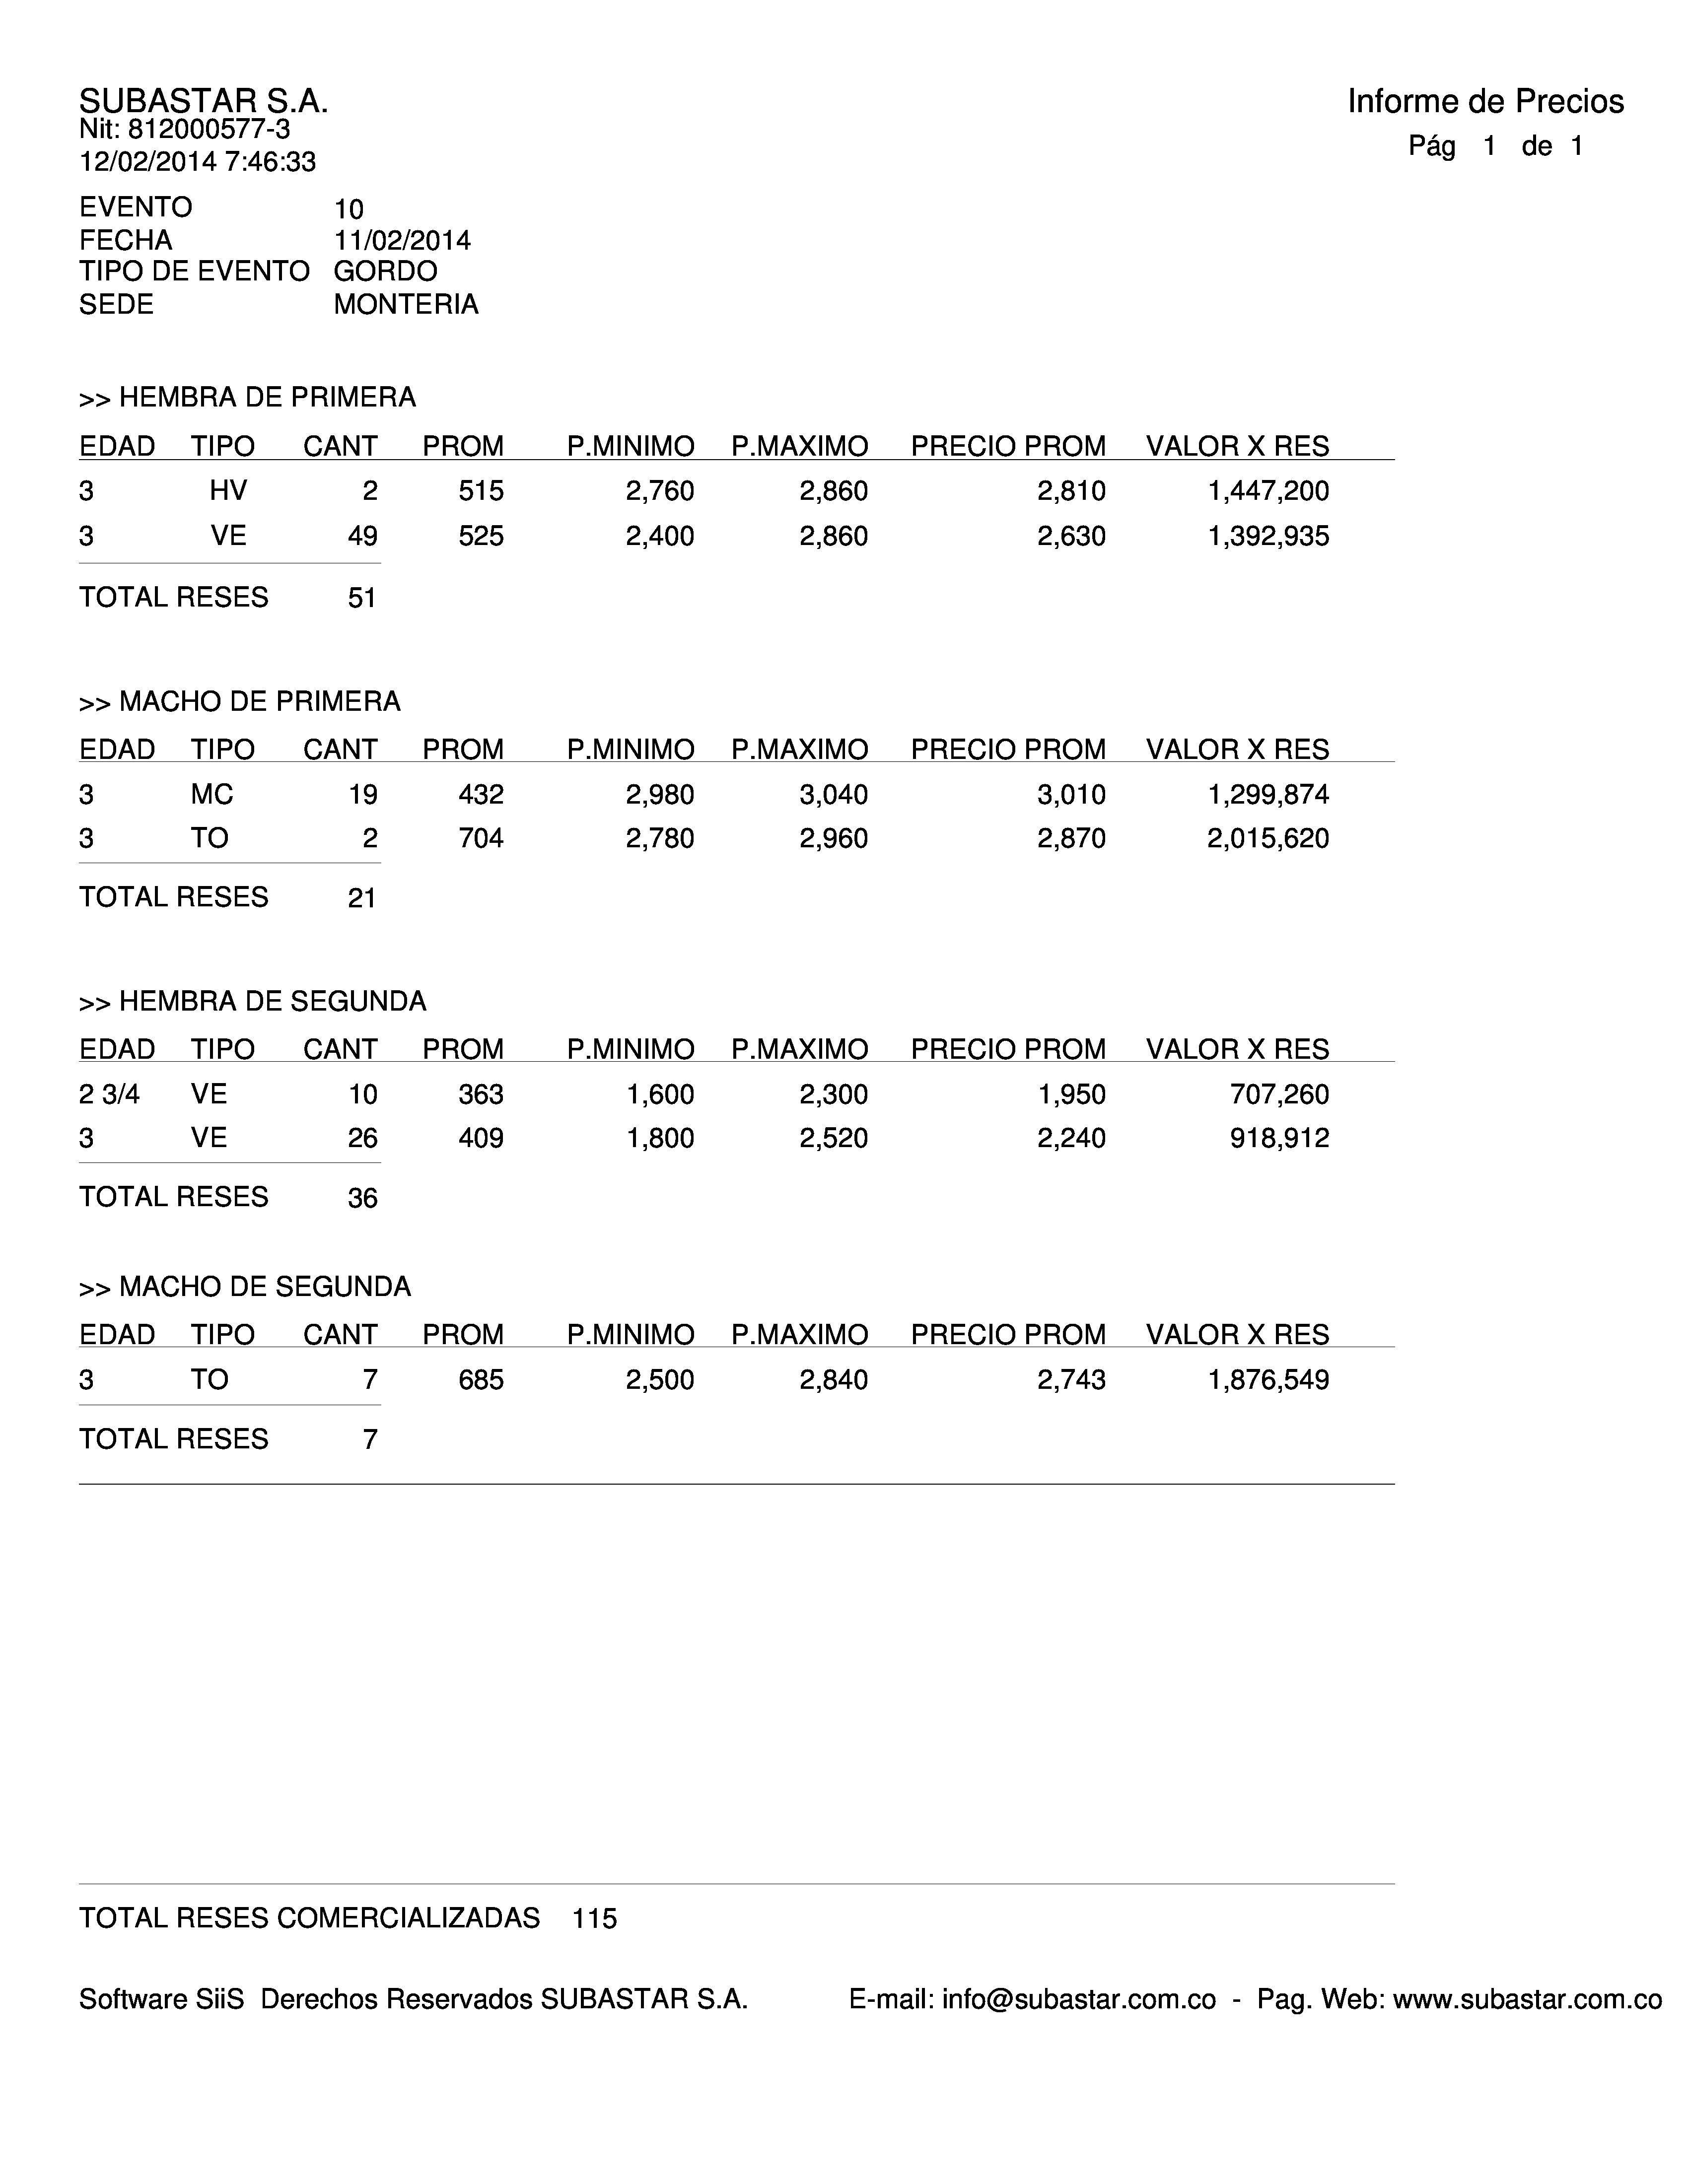 SUBASTAR S.A.
Informe de Precios
Nit: 812000577-3
Pág 1 de 1
12/02/2014 7:46:33
EVENTO 10
FECHA 11/02/2014
TIPO DE EVENTO GORDO
SEDE MONTERIA
>> HEMBRA DE PRIMERA
EDAD TIPO CANT PROM P.MINIMO P.MAXIMO PRECIO PROM VALOR X RES
3 HV 2 515 2,760 2,860 2,810 1,447,200
3 VE 49 525 2,400 2,860 2,630 1,392,935
TOTAL RESES 51
>> MACHO DE PRIMERA
EDAD TIPO CANT PROM P.MINIMO P.MAXIMO PRECIO PROM VALOR X RES
3 MC 19 432 2,980 3,040 3,010 1,299,874
3 TO 2 704 2,780 2,960 2,870 2,015,620
TOTAL RESES 21
>> HEMBRA DE SEGUNDA
EDAD TIPO CANT PROM P.MINIMO P.MAXIMO PRECIO PROM VALOR X RES
2 3/4 VE 10 363 1,600 2,300 1,950 707,260
3 VE 26 409 1,800 2,520 2,240 918,912
TOTAL RESES 36
>> MACHO DE SEGUNDA
EDAD TIPO CANT PROM P.MINIMO P.MAXIMO PRECIO PROM VALOR X RES
3 TO 7 685 2,500 2,840 2,743 1,876,549
TOTAL RESES 7
TOTAL RESES COMERCIALIZADAS 115
Software SiiS Derechos Reservados SUBASTAR S.A. E-mail: info@subastar.com.co - Pag. Web: www.subastar.com.co